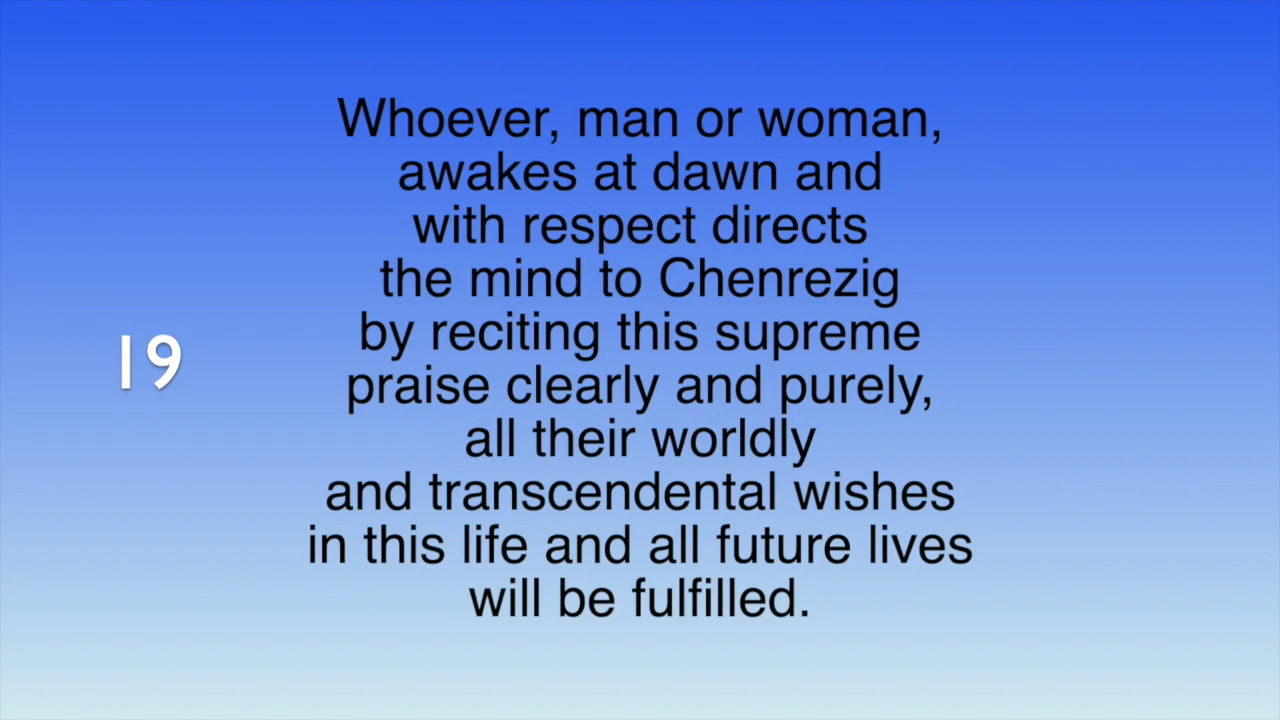 Whoever, man or woman,
awakes at dawn and
with respect directs
the mind to Chenrezig
by reciting this supreme
praise clearly and purely,
all their worldly
and transcendental wishes
in this life and all future lives
will be fulfilled.
19